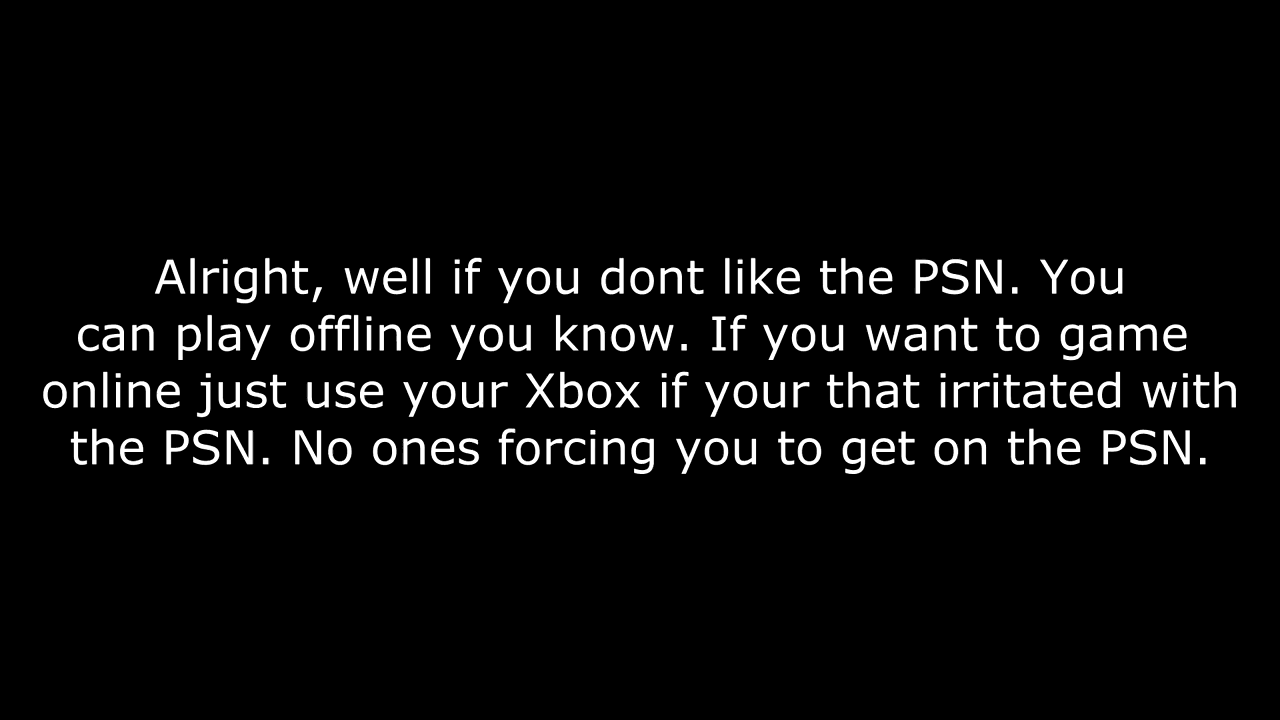 Alright, well if you dont like the PSN. You
can play offline you know. If you want to game
online just use your Xbox if your that irritated with
the PSN. No ones forcing you to get on the PSN.